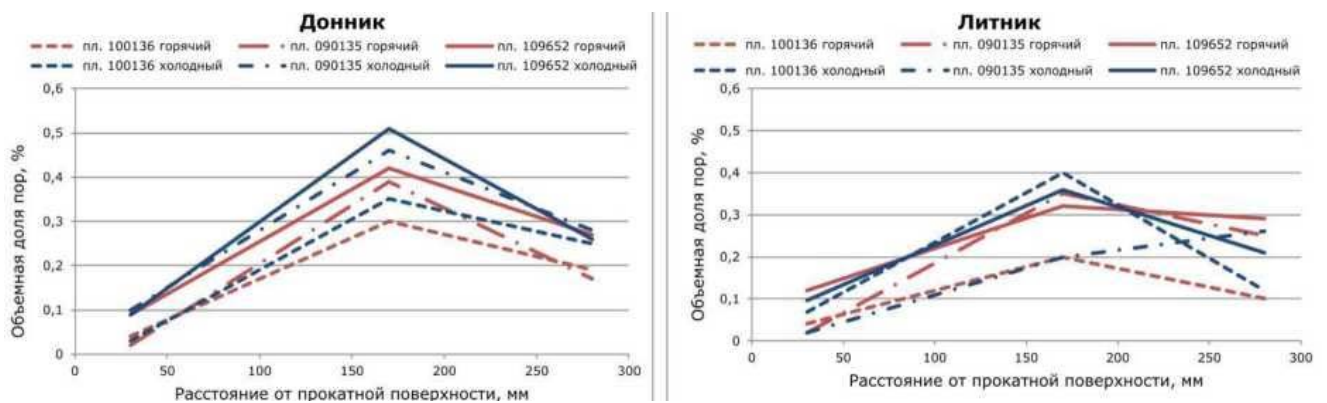 Донник
пл. 100136 горячий пл. 090135 горячий пл. 109652 горячий
пл. 100136 холодный пл. 090135 холодный пл. 109652 холодный
0,6
0,5
0,4
0,3
0,2
0,1
0
Объемная доля пор, %
0 50 100 150 200 250 300
Расстояние от прокатной поверхности, мм
Литник
пл. 100136 горячий пл. 090135 горячий пл. 109652 горячий
пл. 100136 холодный пл. 090135 холодный пл. 109652 холодный
0,6
0,5
0,4
0,3
0,2
0,1
0
Объемная доля пор, %
0 50 100 150 200 250 300
Расстояние от прокатной поверхности, мм